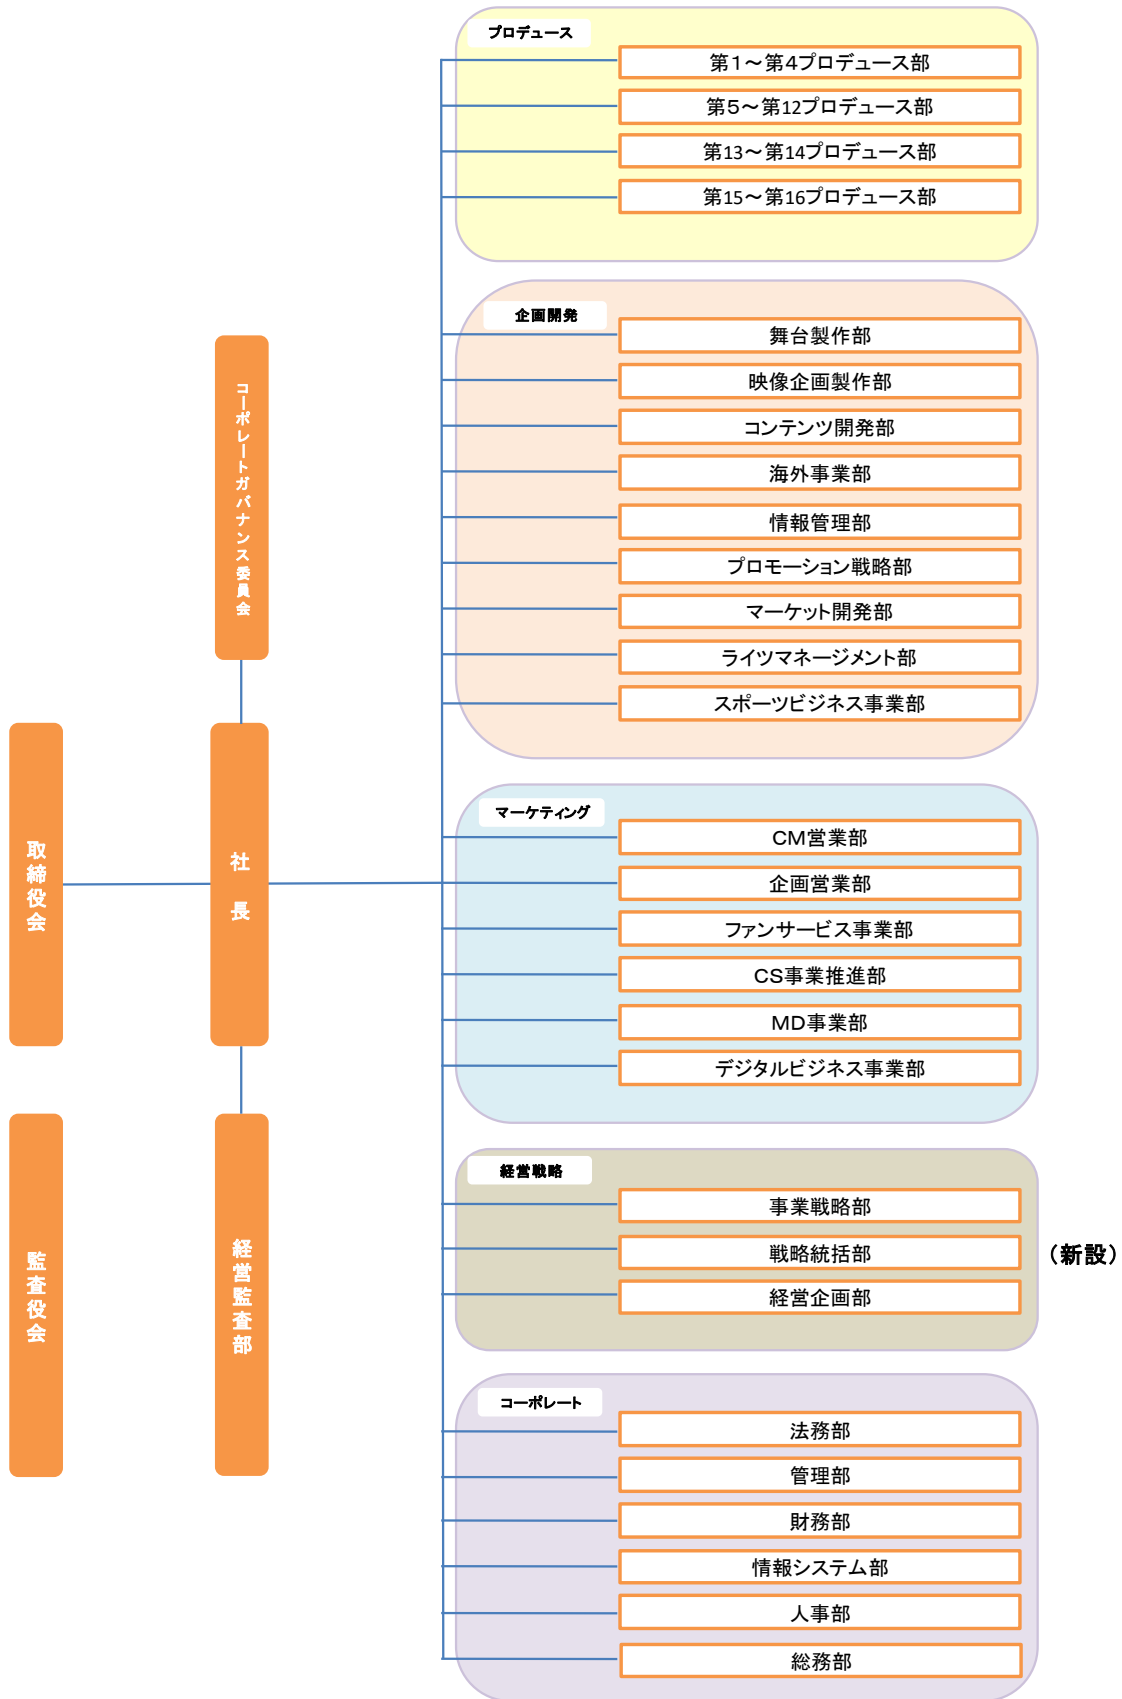 プロデュース
第1～第4プロデュース部
第5～第12プロデュース部
第13～第14プロデュース部
第15～第16プロデュース部
企画開発
舞台製作部
映像企画製作部
コンテンツ開発部
海外事業部
情報管理部
プロモーション戦略部
マーケット開発部
ライツマネージメント部
スポーツビジネス事業部
コーポレートガバナンス委員会
取締役会
社長
監査役会
経営監査部
マーケティング
CM営業部
企画営業部
ファンサービス事業部
CS事業推進部
MD事業部
デジタルビジネス事業部
経営戦略
事業戦略部
戦略統括部
（新設）
経営企画部
コーポレート
法務部
管理部
財務部
情報システム部
人事部
総務部